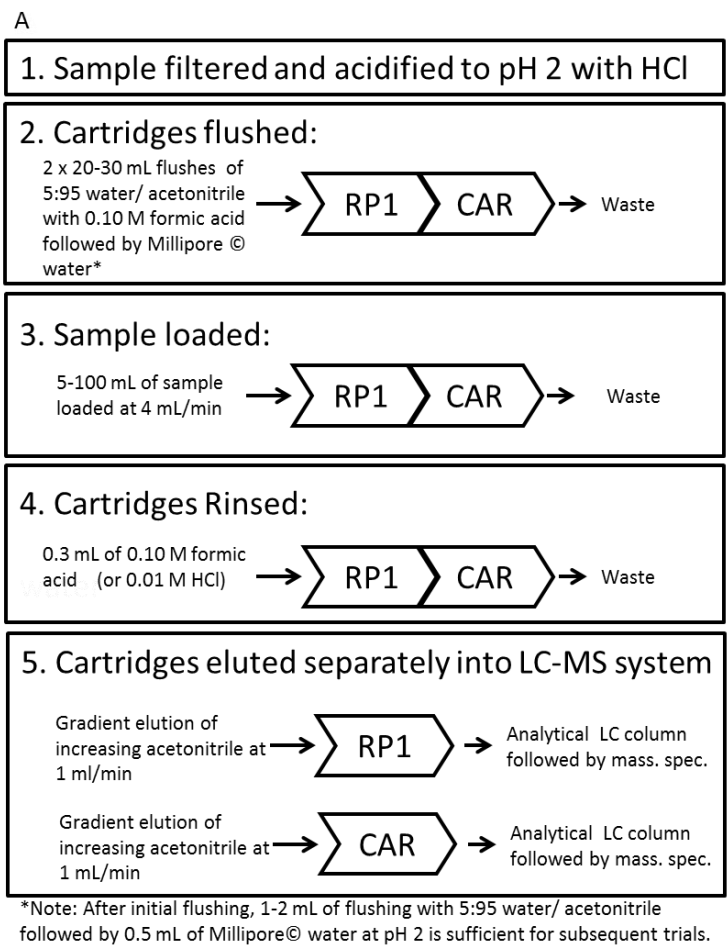 A
1. Sample filtered and acidified to pH 2 with HCl
2. Cartridges flushed:
2 x 20-30 mL flushes of
5:95 water/ acetonitrile
with 0.10 M formic acid
followed by Millipore ©
water*
RP1
CAR
Waste
3. Sample loaded:
5-100 mL of sample
loaded at 4 mL/min
RP1
CAR
Waste
4. Cartridges Rinsed:
0.3 mL of 0.10 M formic
acid (or 0.01 M HCl)
RP1
CAR
Waste
5. Cartridges eluted separately into LC-MS system
Gradient elution of
increasing acetonitrile at
1 ml/min
RP1
Analytical LC column
followed by mass. spec.
Gradient elution of
increasing acetonitrile at
1 mL/min
CAR
Analytical LC column
followed by mass. spec.
*Note: After initial flushing, 1-2 mL of flushing with 5:95 water/ acetonitrile
followed by 0.5 mL of Millipore© water at pH 2 is sufficient for subsequent trials.